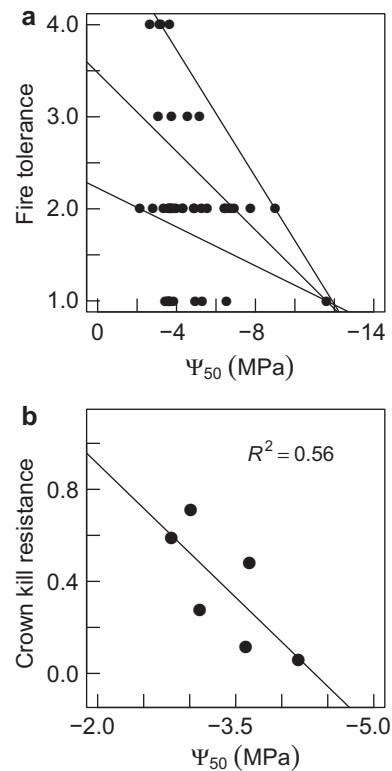 a
4.0
3.0
2.0
1.0
Fire tolerance
0 −4 −8 −14
Ψ50 (MPa)
b
R² = 0.56
0.8
0.4
0.0
Crown kill resistance
−2.0 −3.5 −5.0
Ψ50 (MPa)